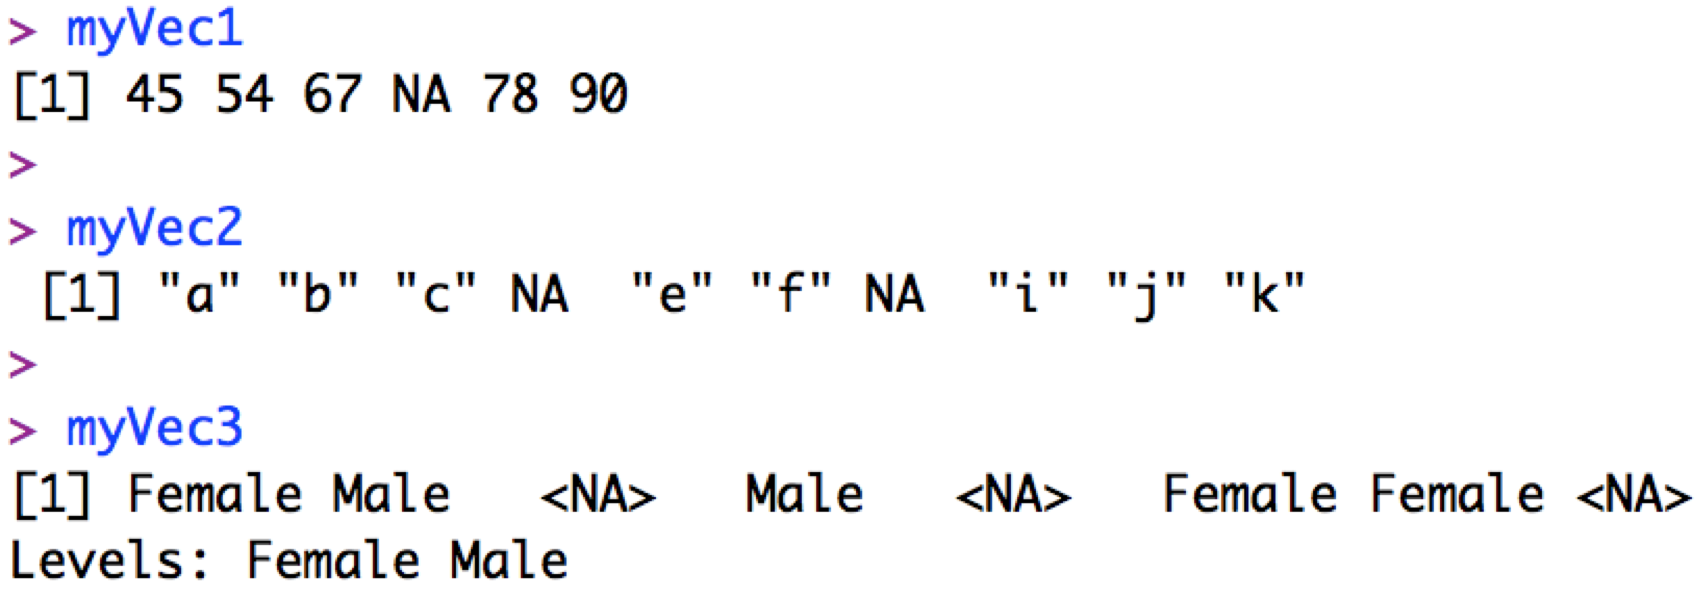 > myVec1
[1] 45 54 67 NA 78 90
>
> myVec2
 [1] "a" "b" "c" NA  "e" "f" NA  "i" "j" "k"
>
> myVec3
[1] Female Male   <NA>   Male   <NA>   Female Female <NA>
Levels: Female Male